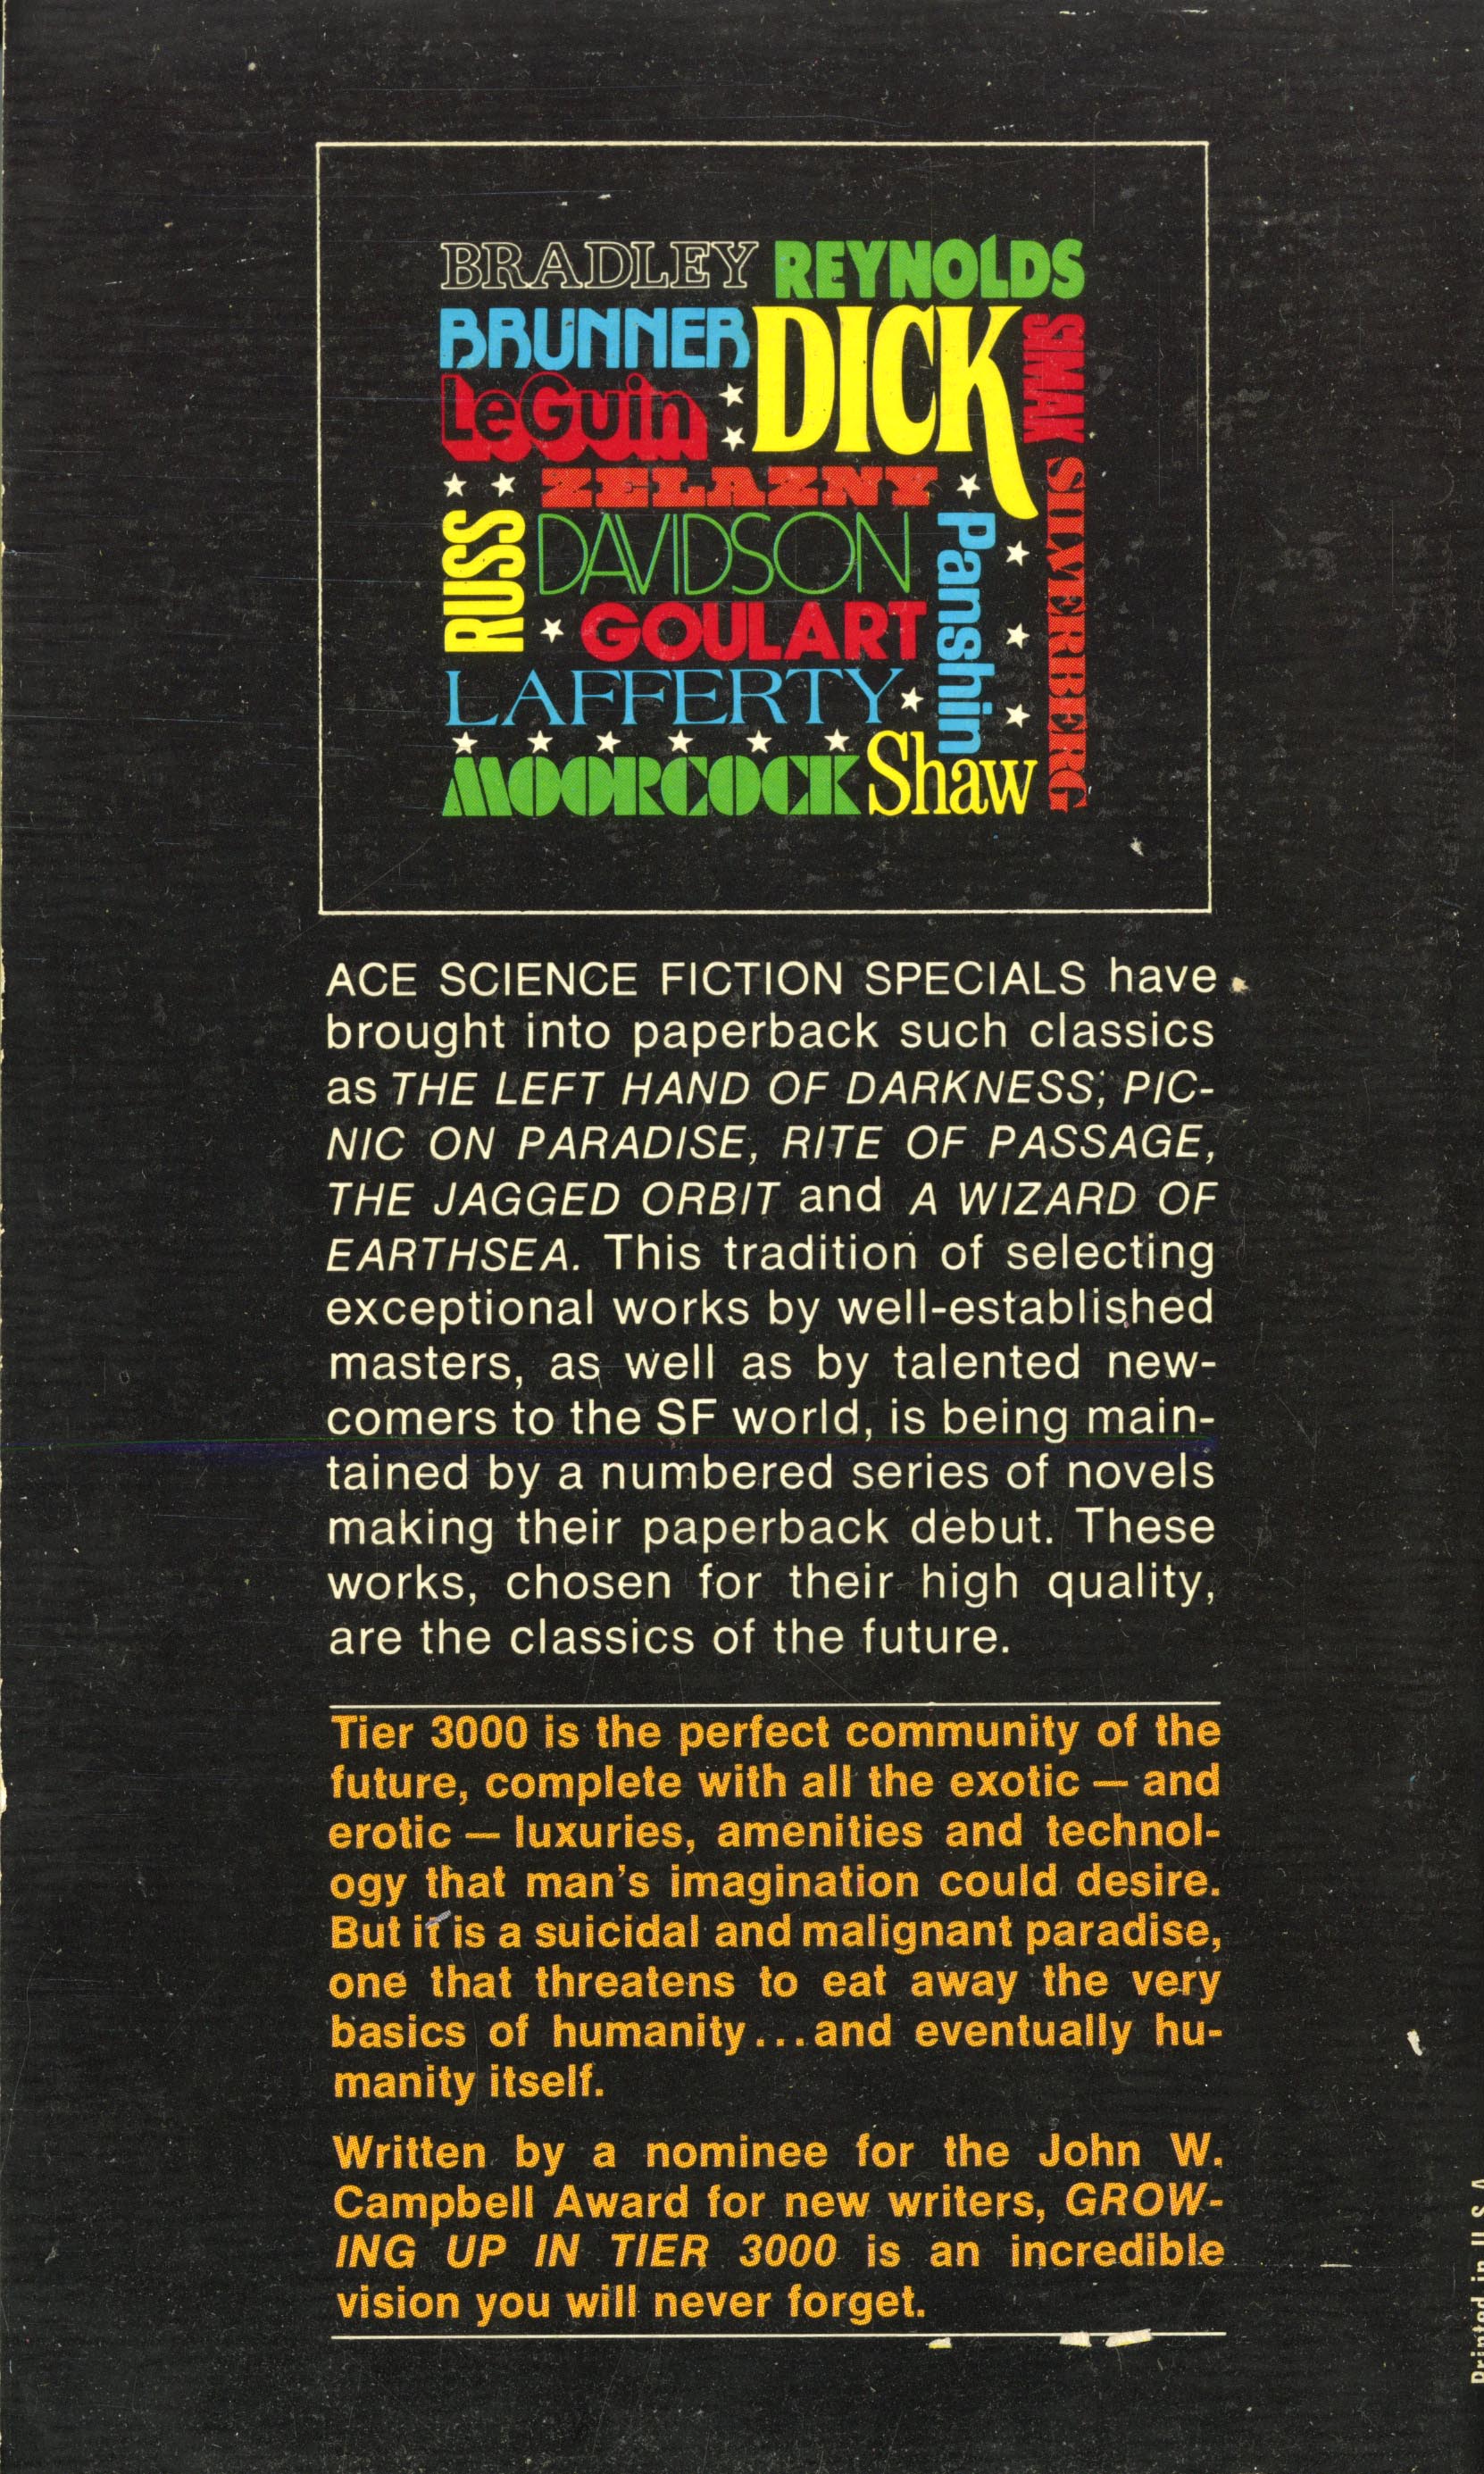 BRADLEY REYNOLDS
BRUNNER DICK SIMAK
LeGuin
ZELAZNY SILVERBERG
RUSS DAVIDSON Panshin
GOULART
LAFFERTY
MOORCOCK Shaw
ACE SCIENCE FICTION SPECIALS have
brought into paperback such classics
as THE LEFT HAND OF DARKNESS; PIC-
NIC ON PARADISE, RITE OF PASSAGE,
THE JAGGED ORBIT and A WIZARD OF
EARTHSEA. This tradition of selecting
exceptional works by well-established
masters, as well as by talented new-
comers to the SF world, is being main-
tained by a numbered series of novels
making their paperback debut. These
works, chosen for their high quality,
are the classics of the future.
Tier 3000 is the perfect community of the
future, complete with all the exotic — and
erotic — luxuries, amenities and technol-
ogy that man's imagination could desire.
But it is a suicidal and malignant paradise,
one that threatens to eat away the very
basics of humanity...and eventually hu-
manity itself.
Written by a nominee for the John W.
Campbell Award for new writers, GROW-
ING UP IN TIER 3000 is an incredible
vision you will never forget.
Printed in U.S.A.